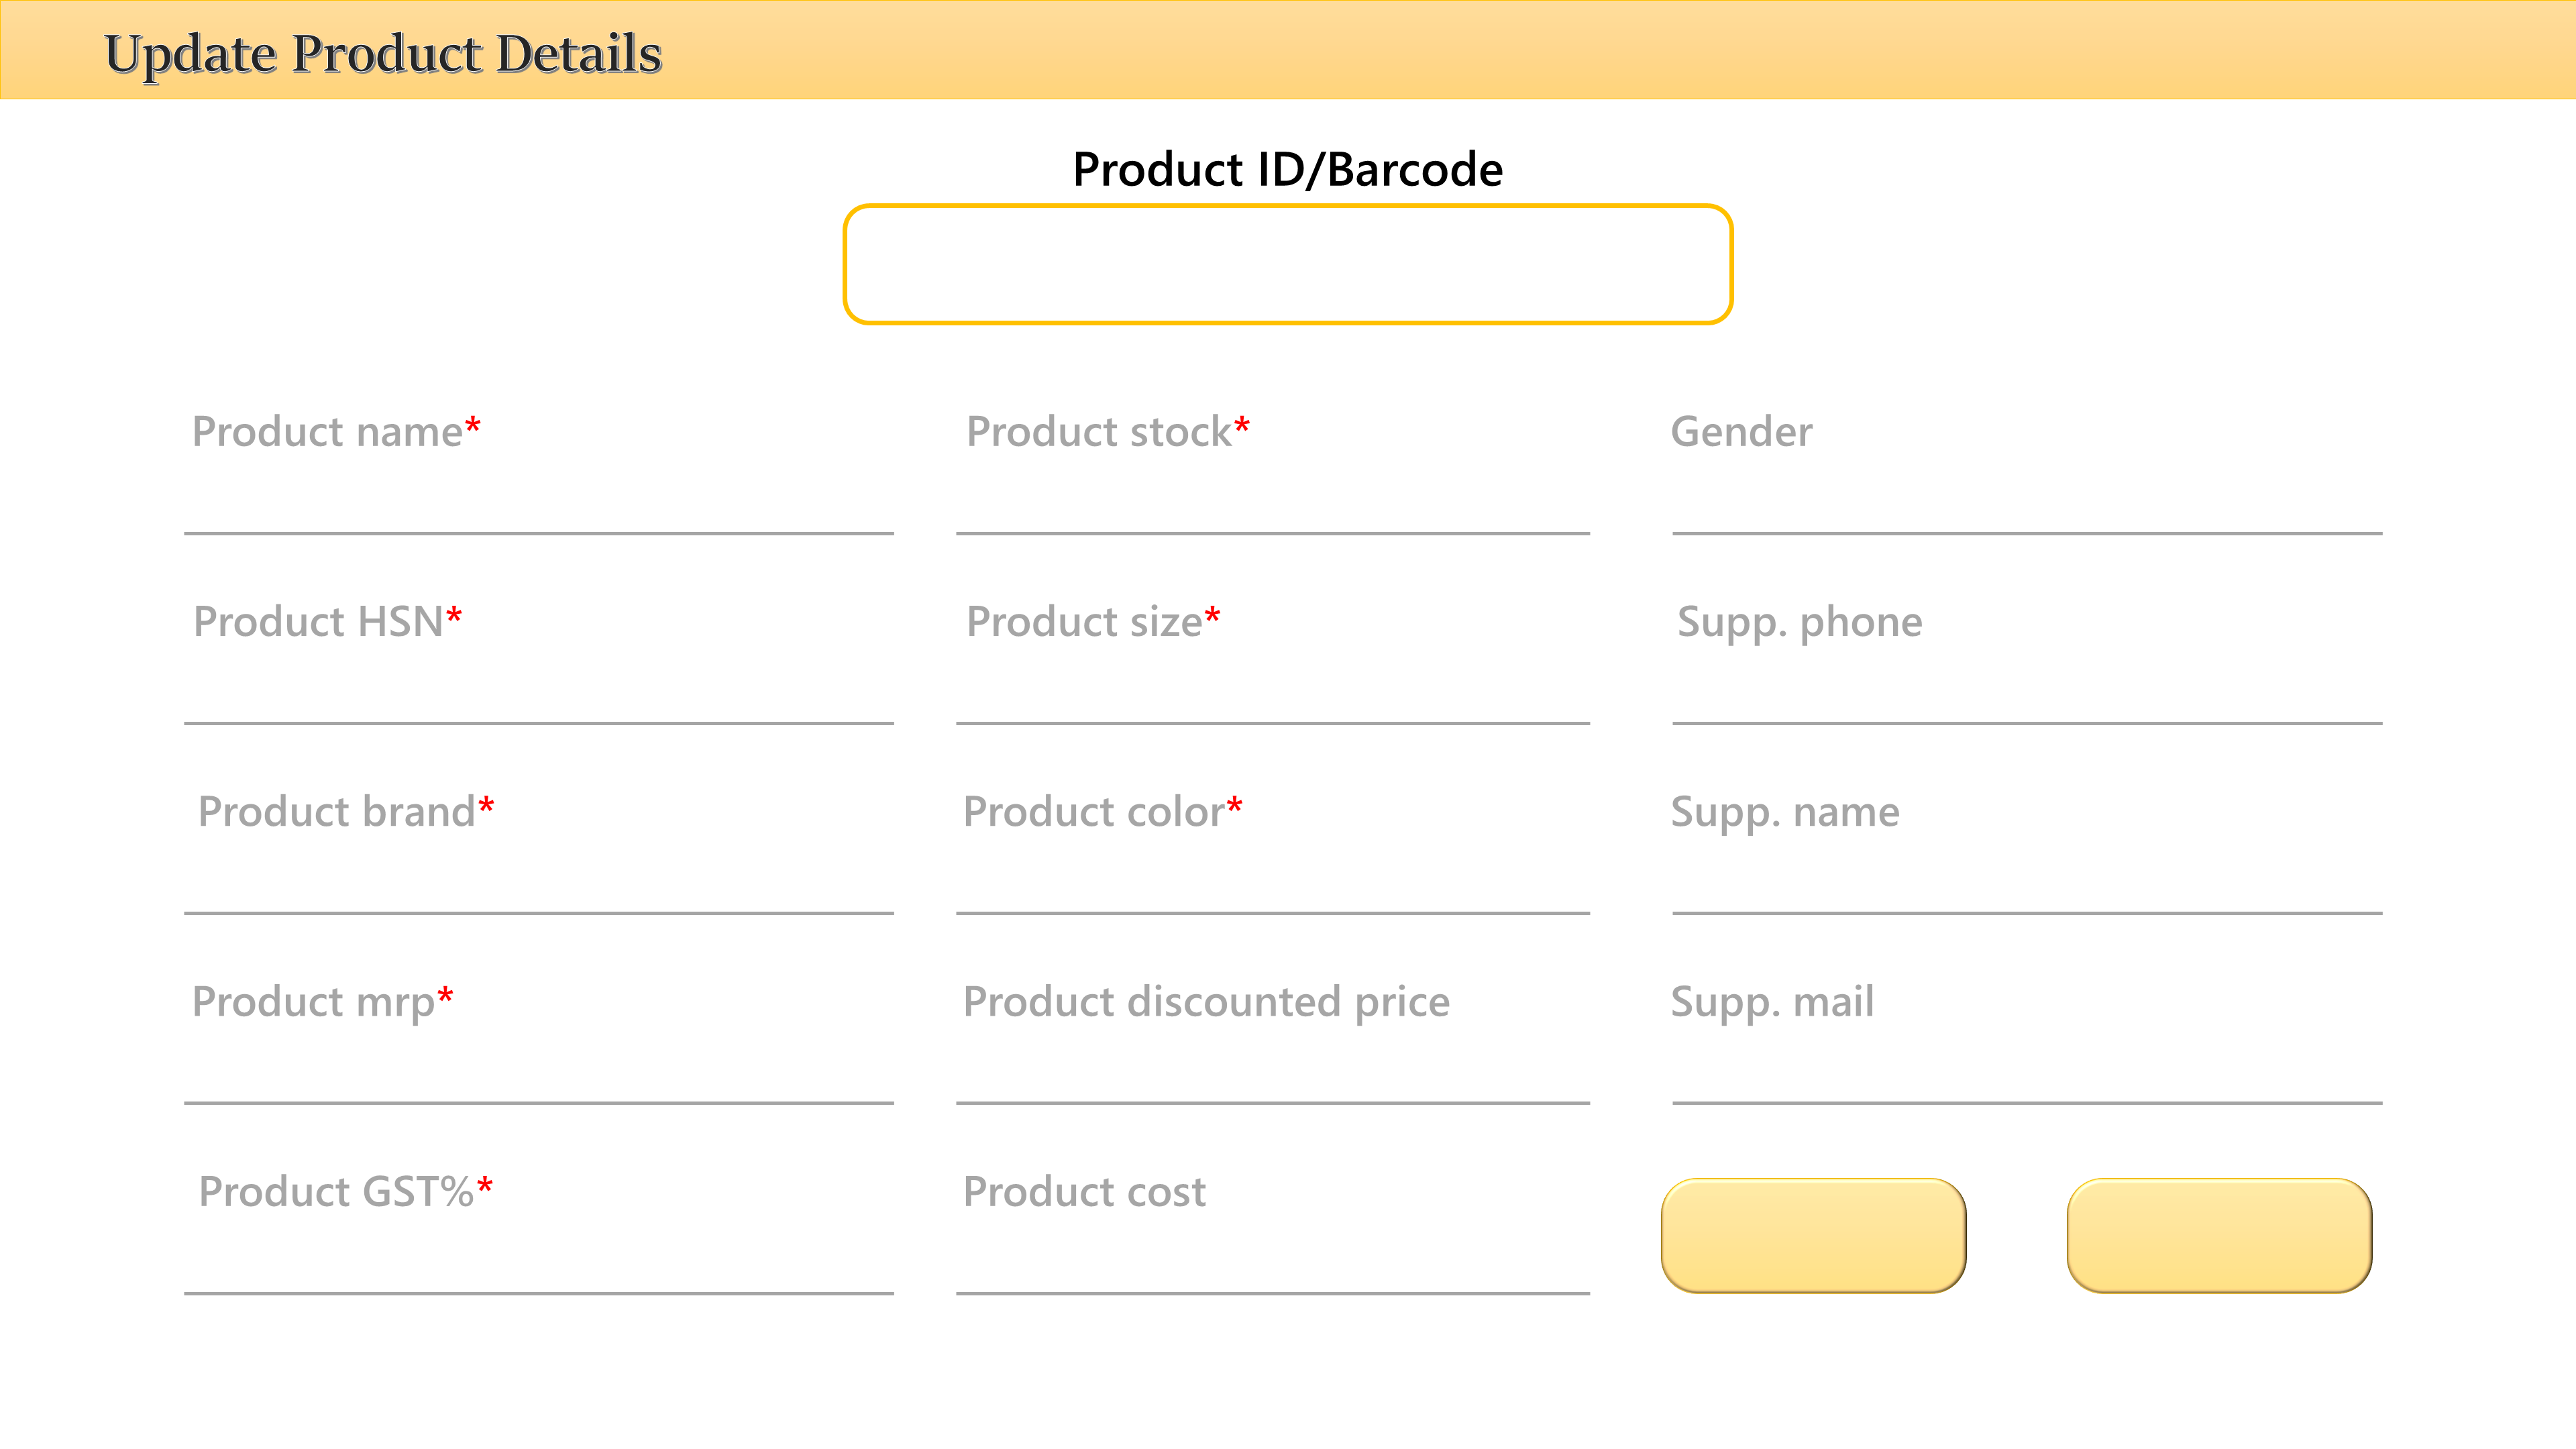 Update Product Details
Product ID/Barcode
Product name*
Product stock*
Gender
Product HSN*
Product size*
Supp. phone
Product brand*
Product color*
Supp. name
Product mrp*
Product discounted price
Supp. mail
Product GST%*
Product cost